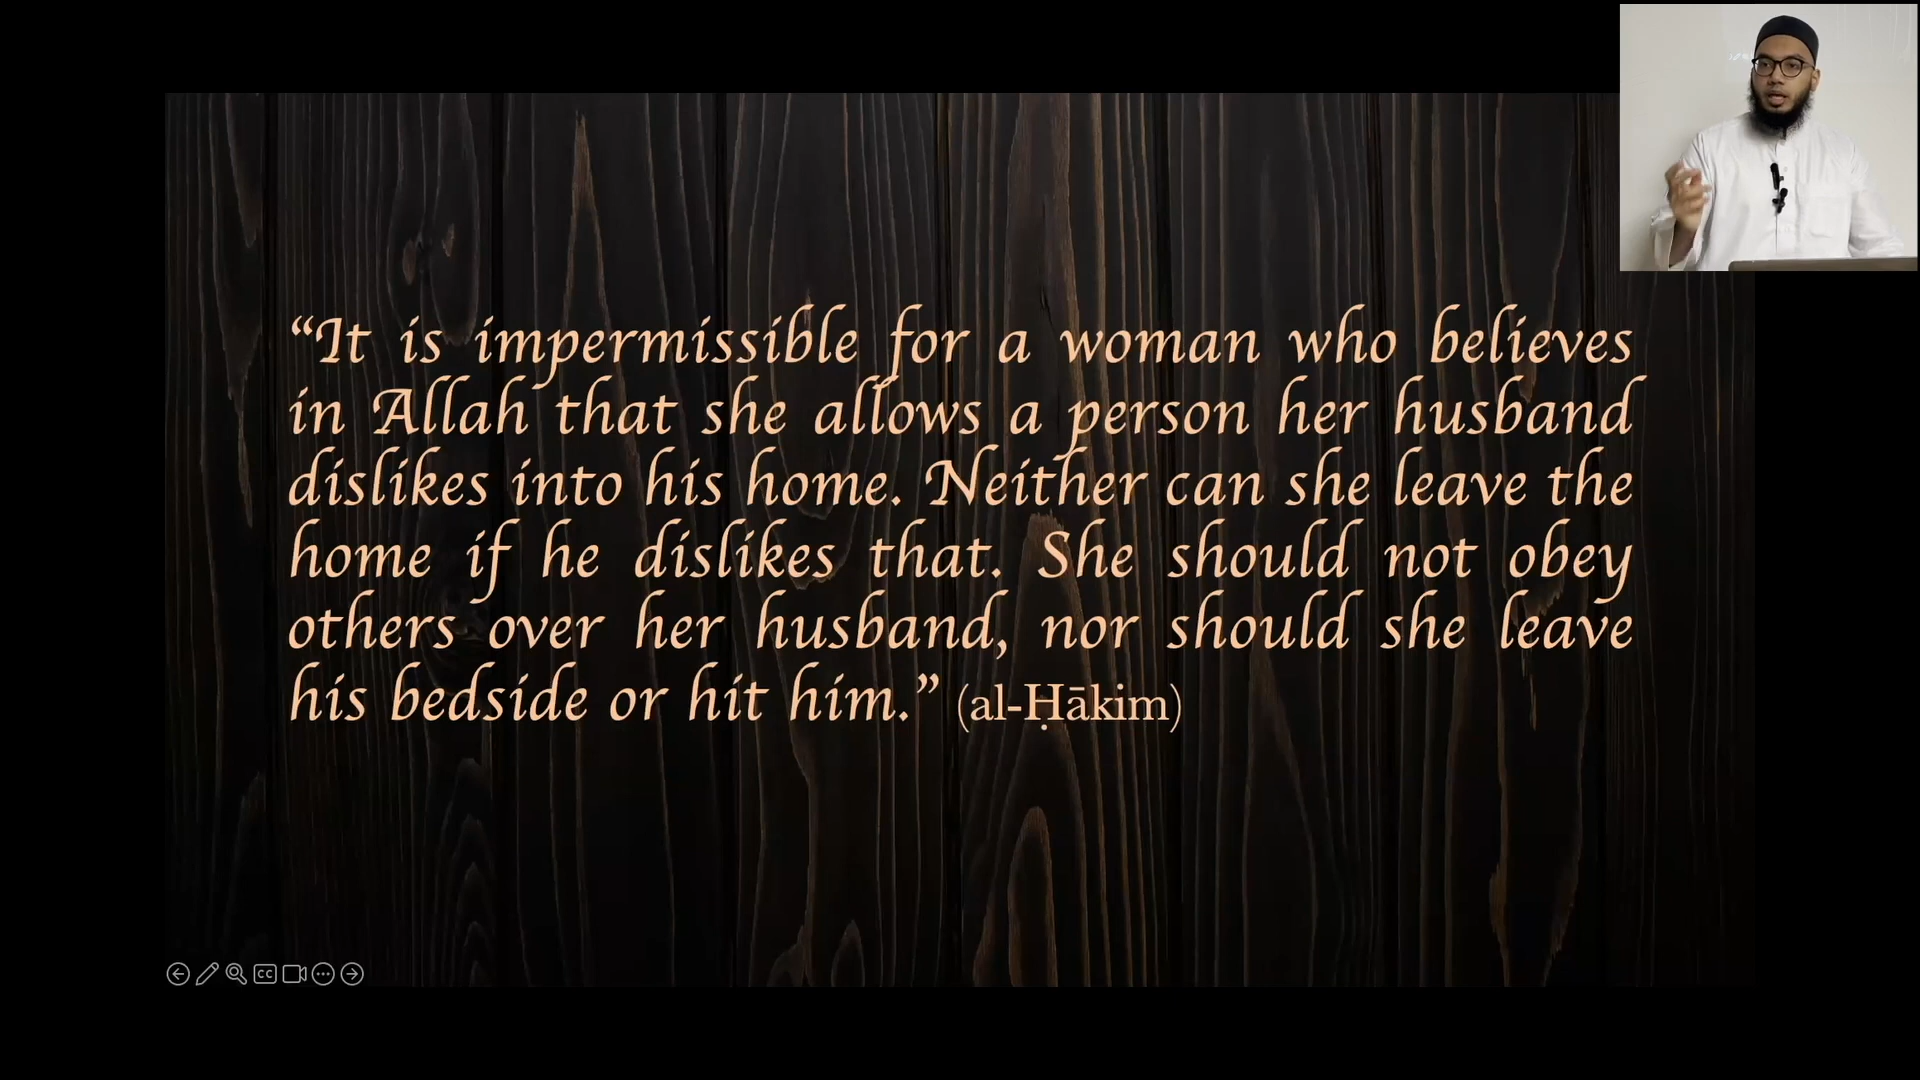 “It is impermissible for a woman who believes
in Allah that she allows a person her husband
dislikes into his home. Neither can she leave the
home if he dislikes that. She should not obey
others over her husband, nor should she leave
his bedside or hit him.” (al-Ḥākim)